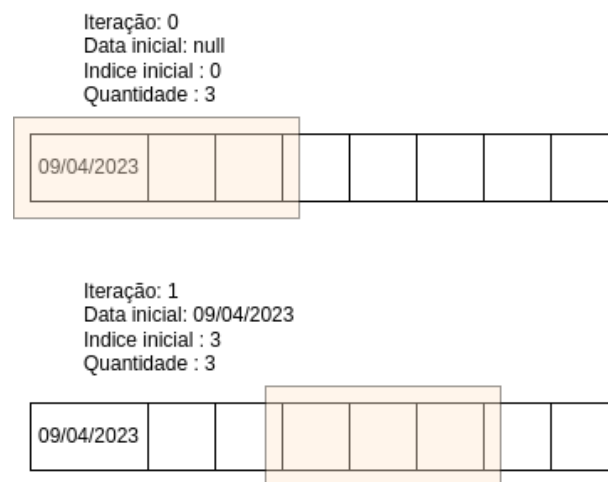 Iteração: 0
Data inicial: null
Indice inicial : 0
Quantidade : 3
09/04/2023
Iteração: 1
Data inicial: 09/04/2023
Indice inicial : 3
Quantidade : 3
09/04/2023